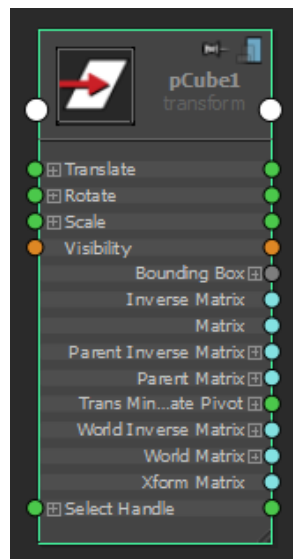 pCube1
transform
Translate
Rotate
Scale
Visibility
Bounding Box
Inverse Matrix
Matrix
Parent Inverse Matrix
Parent Matrix
Trans Min...ate Pivot
World Inverse Matrix
World Matrix
Xform Matrix
Select Handle